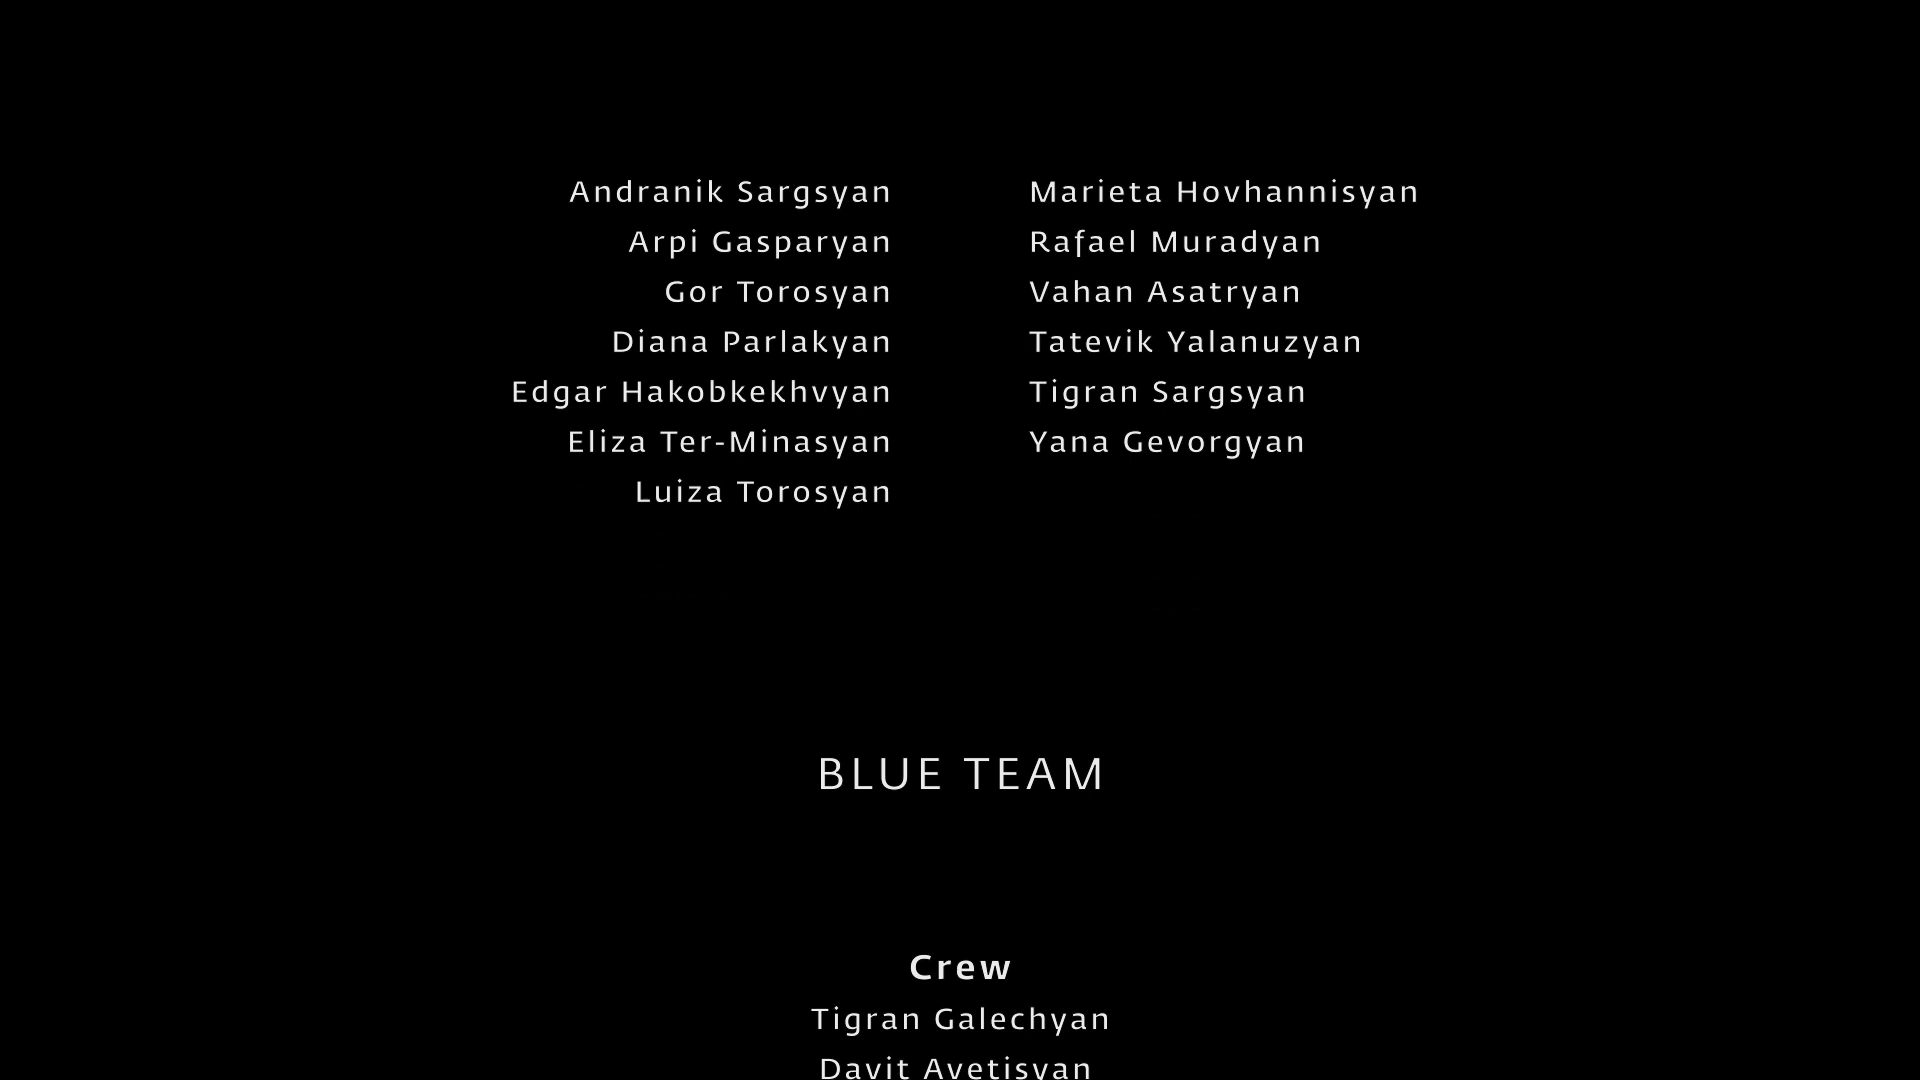 Andranik Sargsyan
Arpi Gasparyan
Gor Torosyan
Diana Parlakyan
Edgar Hakobkekhvyan
Eliza Ter-Minasyan
Luiza Torosyan
Marieta Hovhannisyan
Rafael Muradyan
Vahan Asatryan
Tatevik Yalanuzyan
Tigran Sargsyan
Yana Gevorgyan
BLUE TEAM
Crew
Tigran Galechyan
Davit Avetisyan